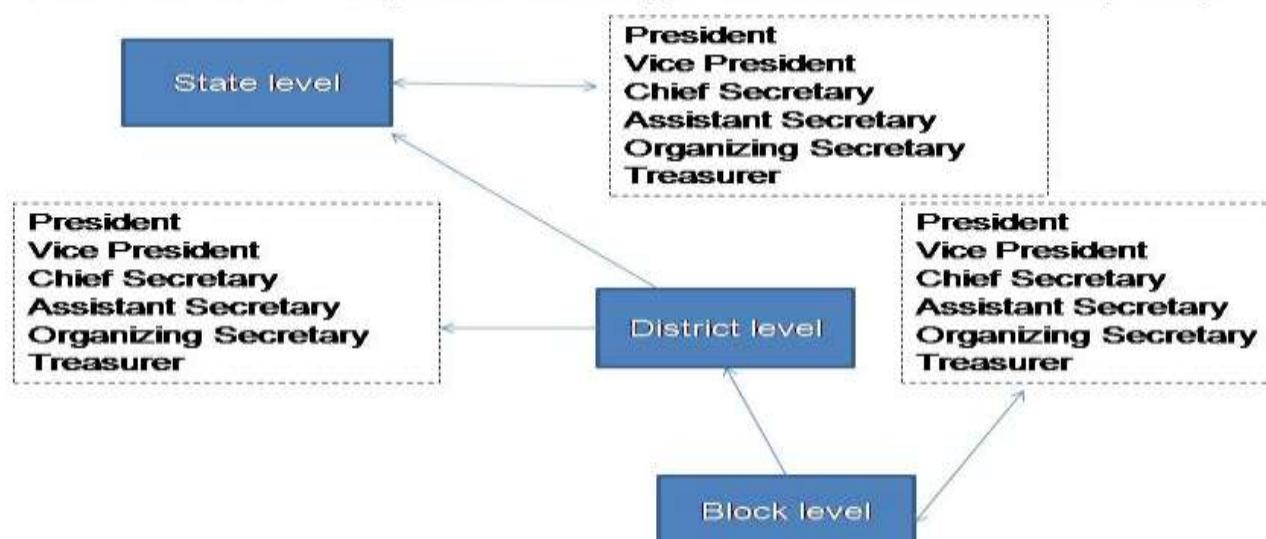 State level
President
Vice President
Chief Secretary
Assistant Secretary
Organizing Secretary
Treasurer
President
Vice President
Chief Secretary
Assistant Secretary
Organizing Secretary
Treasurer
District level
President
Vice President
Chief Secretary
Assistant Secretary
Organizing Secretary
Treasurer
Block level